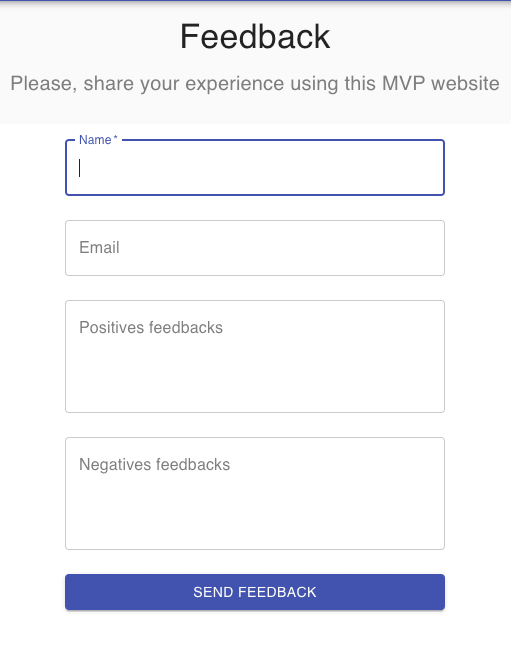 Feedback
Please, share your experience using this MVP website
Name *
Email
Positives feedbacks
Negatives feedbacks
SEND FEEDBACK